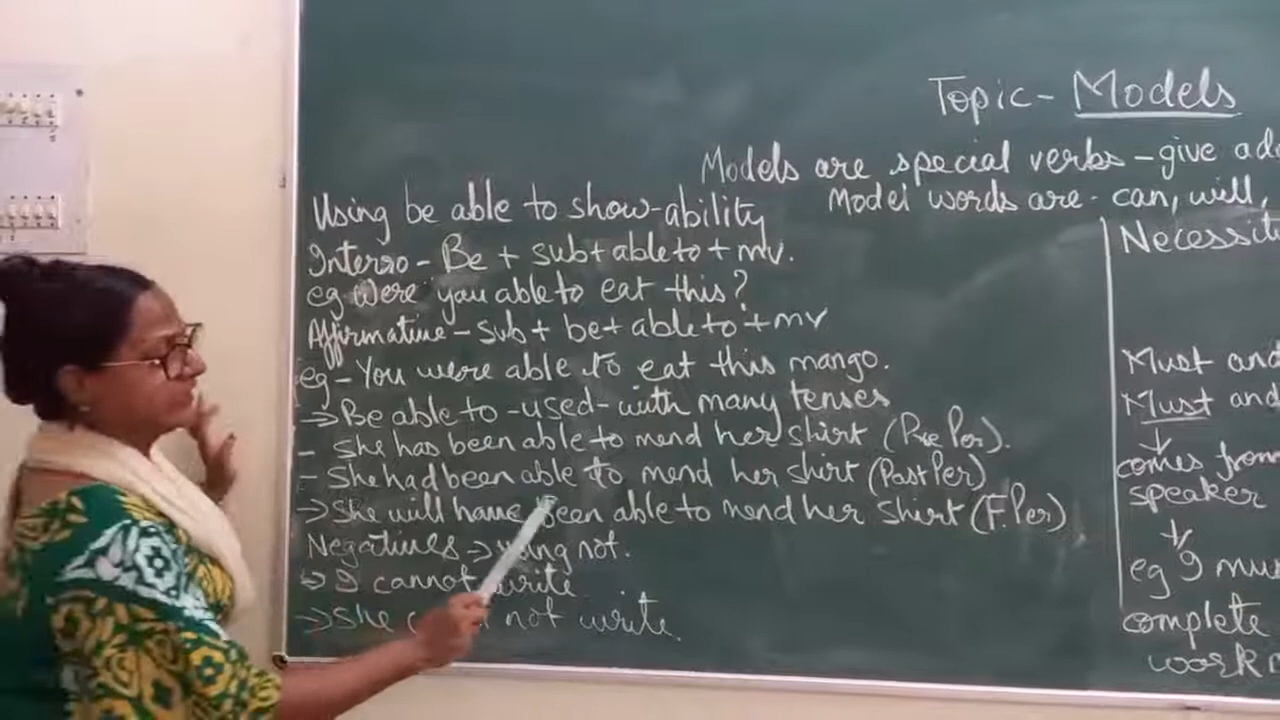 Topic - Models
Models are special verbs - give
Model words are - can, will,
Using be able to show-ability
Interro - Be + sub + able to + mv.
eg Were you able to eat this?
Affirmative - sub + be + able to + mv
eg - You were able to eat this mango.
→ Be able to - used - with many tenses
- She has been able to mend her shirt (Pre Per).
- She had been able to mend her shirt (Past Per)
→ She will have been able to mend her shirt (F. Per)
Negatives → using not.
↳ I cannot write
→ She not write.
Must and
Must and
comes from
speaker
eg I
complete
work